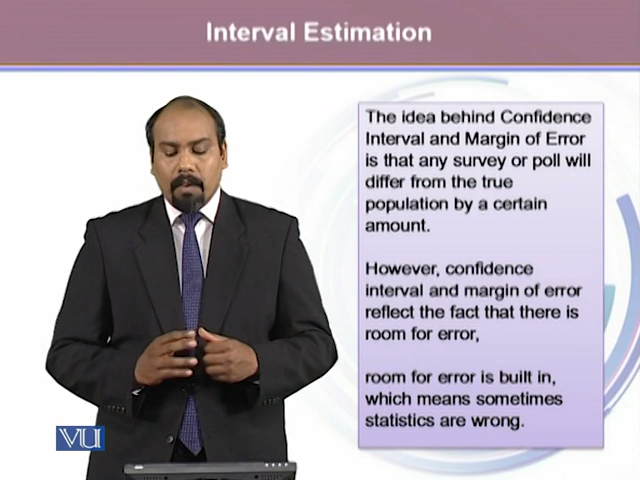 Interval Estimation
The idea behind Confidence
Interval and Margin of Error
is that any survey or poll will
differ from the true
population by a certain
amount.
However, confidence
interval and margin of error
reflect the fact that there is
room for error,
room for error is built in,
which means sometimes
statistics are wrong.
VU